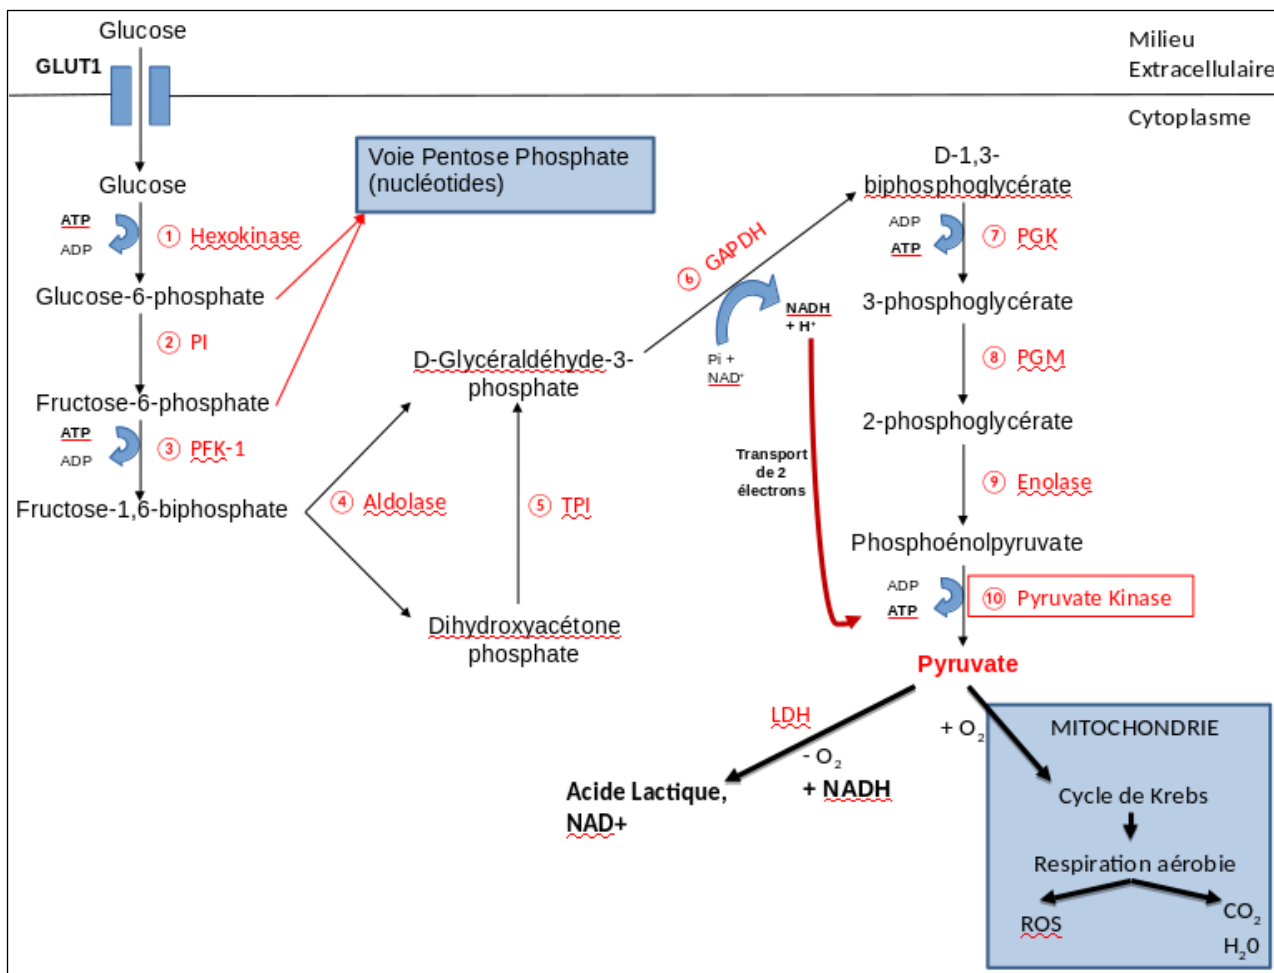 Glucose
GLUT1
Milieu
Extracellulaire
Cytoplasme
Glucose
ATP
ADP
1 Hexokinase
Glucose-6-phosphate
2 PI
Fructose-6-phosphate
ATP
ADP
3 PFK-1
Fructose-1,6-biphosphate
Voie Pentose Phosphate
(nucléotides)
4 Aldolase
D-Glycéraldéhyde-3-
phosphate
5 TPI
Dihydroxyacétone
phosphate
6 GAPDH
Pi +
NAD⁺
NADH
+ H⁺
Transport
de 2
électrons
D-1,3-
biphosphoglycérate
ADP
ATP
7 PGK
3-phosphoglycérate
8 PGM
2-phosphoglycérate
9 Enolase
Phosphoénolpyruvate
ADP
ATP
10 Pyruvate Kinase
Pyruvate
LDH
- O₂
+ NADH
Acide Lactique,
NAD+
+ O₂
MITOCHONDRIE
Cycle de Krebs
Respiration aérobie
ROS
CO₂
H₂0